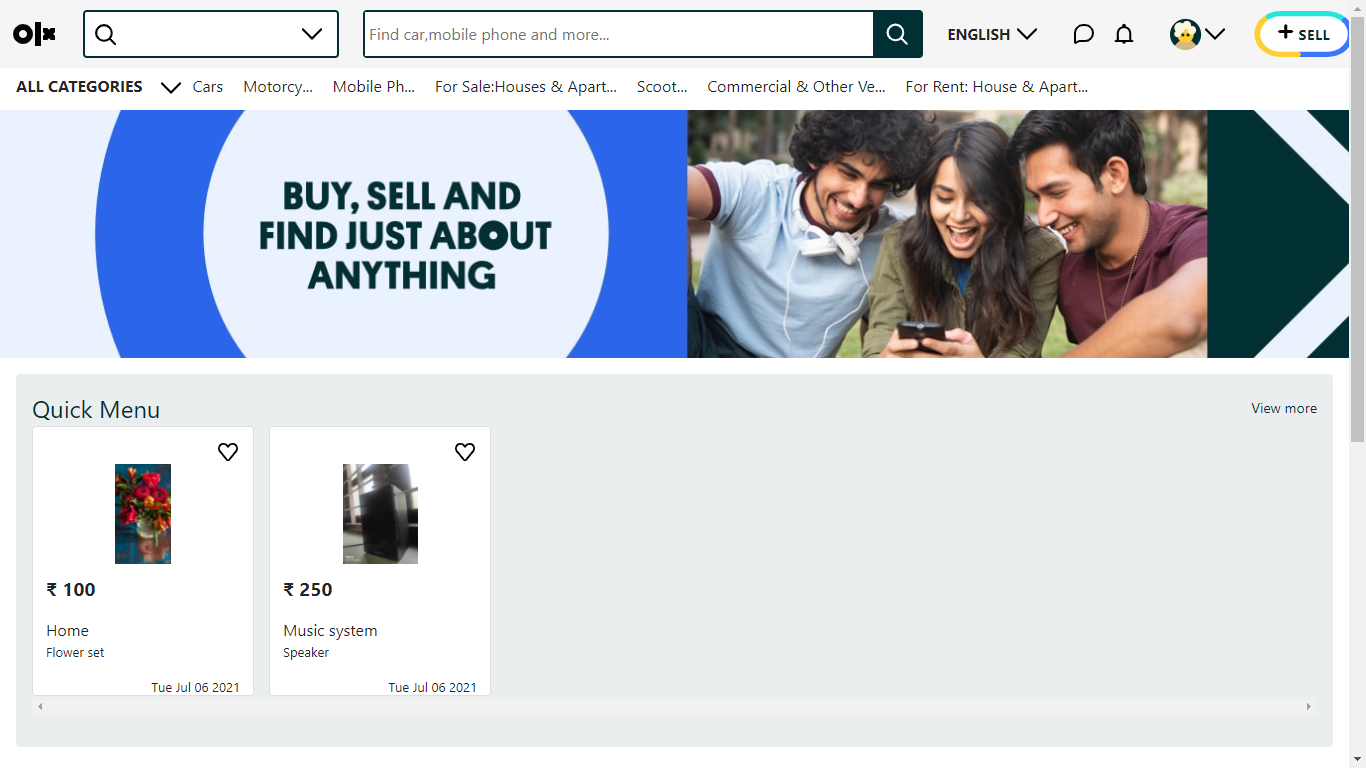 olx
Find car,mobile phone and more...
ENGLISH
+ SELL
ALL CATEGORIES
Cars
Motorcy...
Mobile Ph...
For Sale:Houses & Apart...
Scoot...
Commercial & Other Ve...
For Rent: House & Apart...
BUY, SELL AND
FIND JUST ABOUT
ANYTHING
Quick Menu
View more
₹ 100
Home
Flower set
Tue Jul 06 2021
₹ 250
Music system
Speaker
Tue Jul 06 2021